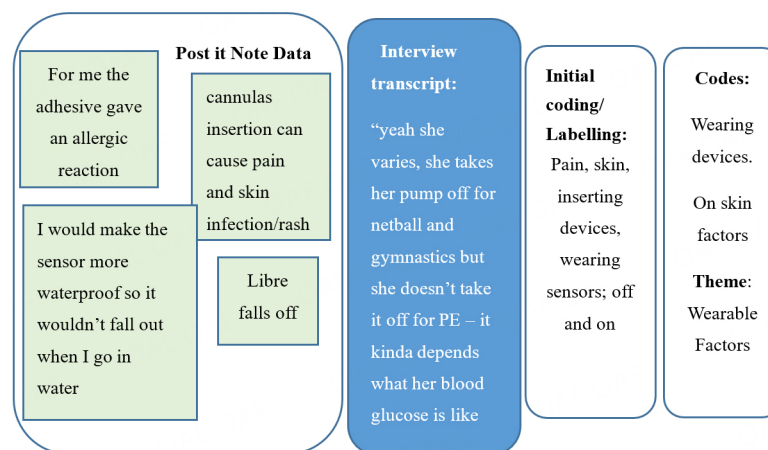 Post it Note Data
For me the
adhesive gave
an allergic
reaction
cannulas
insertion can
cause pain
and skin
infection/rash
I would make the
sensor more
waterproof so it
wouldn’t fall out
when I go in
water
Libre
falls off
Interview
transcript:
“yeah she
varies, she takes
her pump off for
netball and
gymnastics but
she doesn’t take
it off for PE – it
kinda depends
what her blood
glucose is like
Initial
coding/
Labelling:
Pain, skin,
inserting
devices,
wearing
sensors; off
and on
Codes:
Wearing
devices.
On skin
factors
Theme:
Wearable
Factors